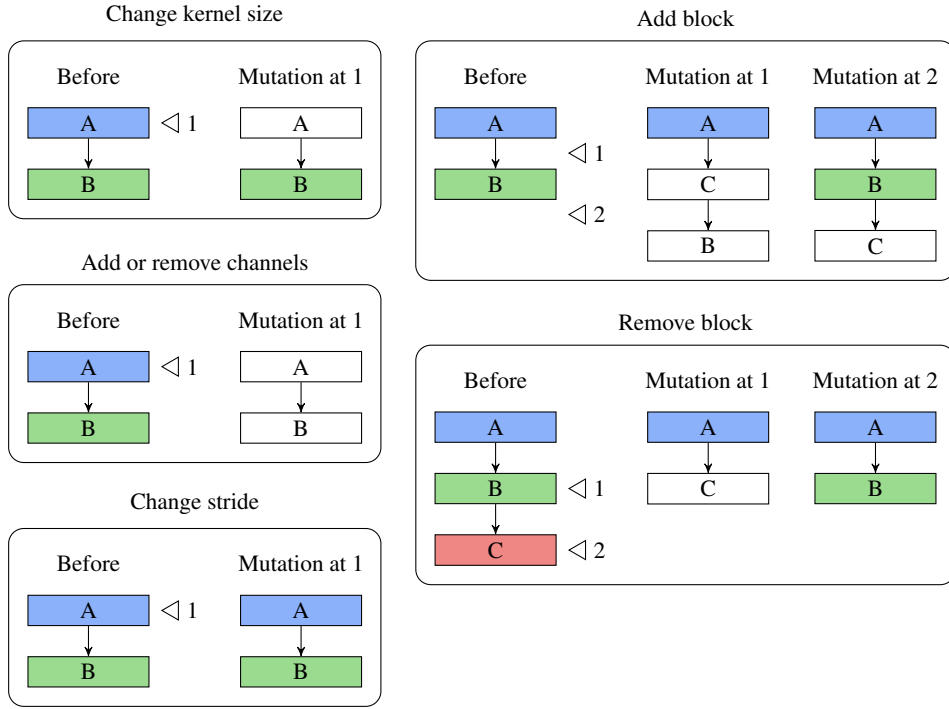 Change kernel size
Before Mutation at 1
A 1 A
B B
Add or remove channels
Before Mutation at 1
A 1 A
B B
Change stride
Before Mutation at 1
A 1 A
B B
Add block
Before Mutation at 1 Mutation at 2
A A A
1
B C B
2
B C
Remove block
Before Mutation at 1 Mutation at 2
A A A
B 1 C B
C 2